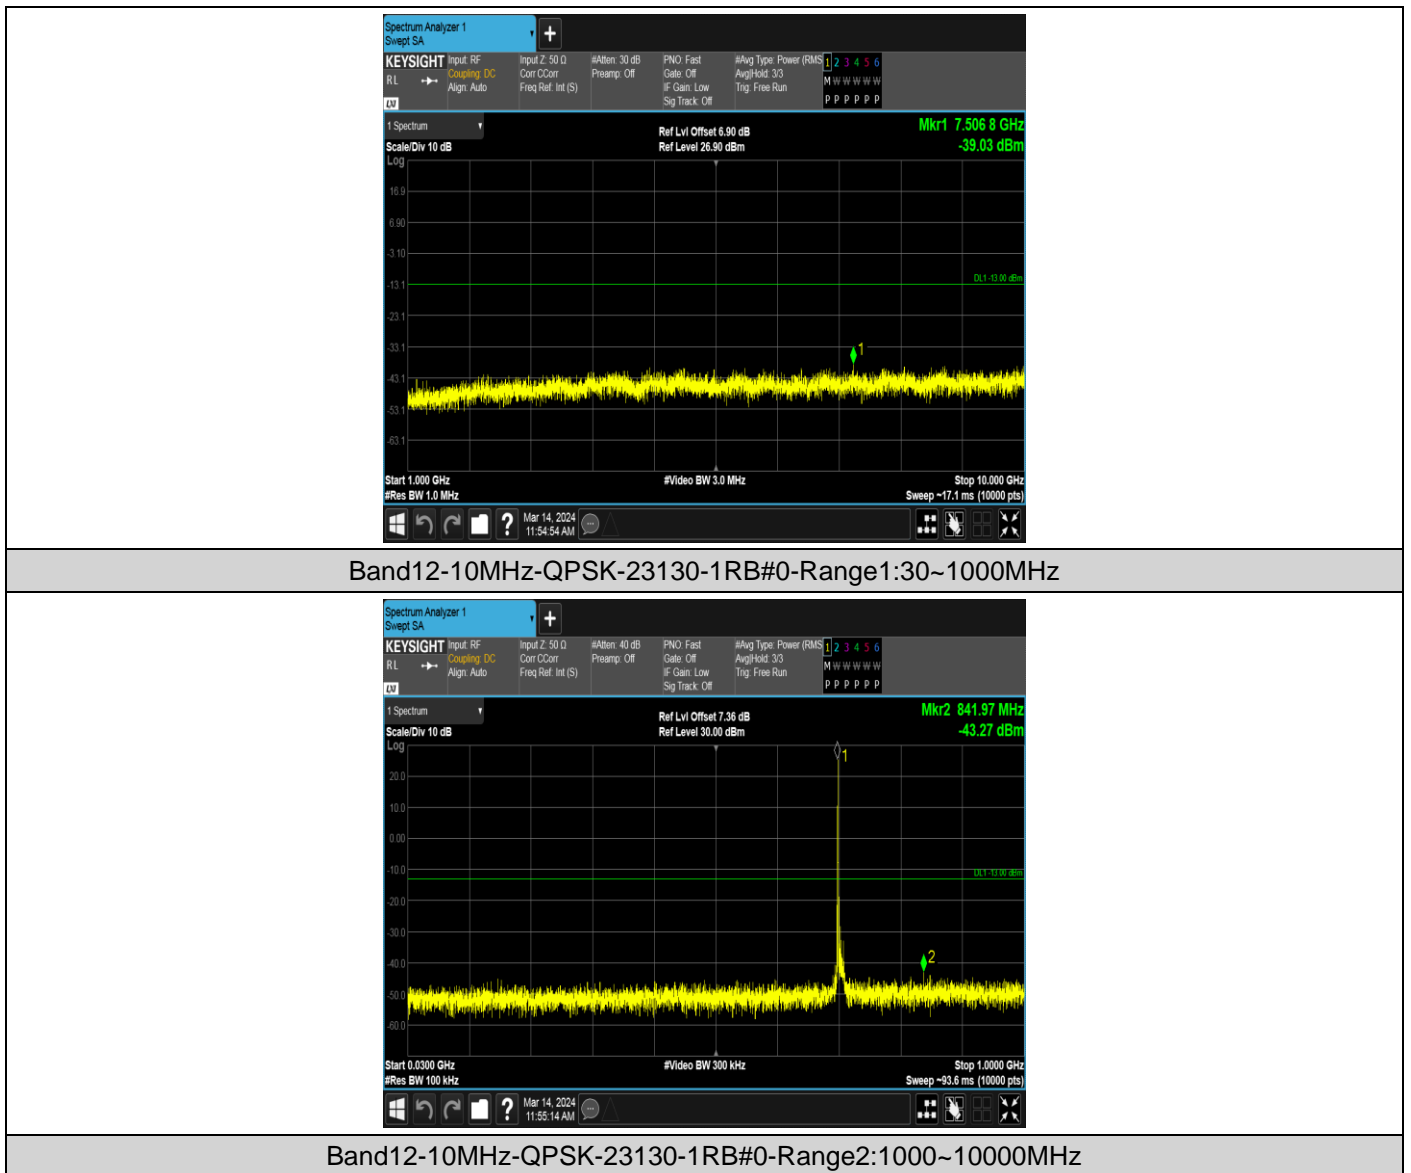 Spectrum Analyzer 1
Swept SA
KEYSIGHT Input: RF Input Z: 50 Ω #Atten: 30 dB PNO: Fast #Avg Type: Power (RMS 1 2 3 4 5 6
RL Coupling: DC Corr CCorr Preamp: Off Gate: Off Avg|Hold: 3/3 M W W W W W
Align: Auto Freq Ref: Int (S) IF Gain: Low Trig: Free Run
LXI Sig Track: Off P P P P P P
1 Spectrum Ref Lvl Offset 6.90 dB Mkr1 7.506 8 GHz
Scale/Div 10 dB Ref Level 26.90 dBm -39.03 dBm
Log
16.9
6.90
-3.10
DL1 -13.00 dBm
-13.1
-23.1
-33.1
1
-43.1
-53.1
-63.1
Start 1.000 GHz #Video BW 3.0 MHz Stop 10.000 GHz
#Res BW 1.0 MHz Sweep ~17.1 ms (10000 pts)
? Mar 14, 2024
11:54:54 AM
Band12-10MHz-QPSK-23130-1RB#0-Range1:30~1000MHz
Spectrum Analyzer 1
Swept SA
KEYSIGHT Input: RF Input Z: 50 Ω #Atten: 40 dB PNO: Fast #Avg Type: Power (RMS 1 2 3 4 5 6
RL Coupling: DC Corr CCorr Preamp: Off Gate: Off Avg|Hold: 3/3 M W W W W W
Align: Auto Freq Ref: Int (S) IF Gain: Low Trig: Free Run
LXI Sig Track: Off P P P P P P
1 Spectrum Ref Lvl Offset 7.36 dB Mkr2 841.97 MHz
Scale/Div 10 dB Ref Level 30.00 dBm -43.27 dBm
Log
1
20.0
10.0
0.00
-10.0
DL1 -13.00 dBm
-20.0
-30.0
2
-40.0
-50.0
-60.0
Start 0.0300 GHz #Video BW 300 kHz Stop 1.0000 GHz
#Res BW 100 kHz Sweep ~93.6 ms (10000 pts)
? Mar 14, 2024
11:55:14 AM
Band12-10MHz-QPSK-23130-1RB#0-Range2:1000~10000MHz